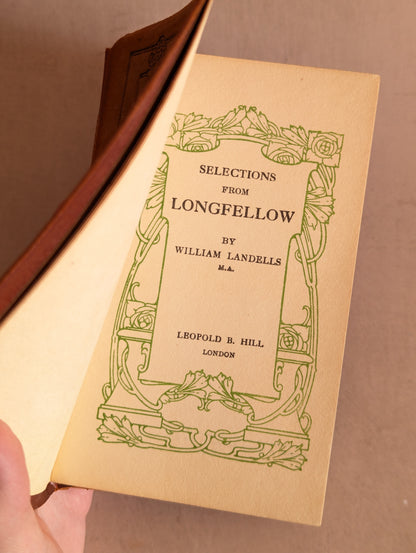 SELECTIONS
FROM
LONGFELLOW
BY
WILLIAM LANDELLS
M.A.
LEOPOLD B. HILL
LONDON